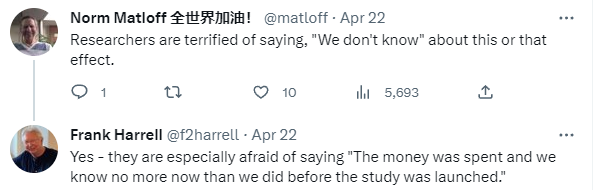 Norm Matloff 全世界加油! @matloff · Apr 22
Researchers are terrified of saying, "We don't know" about this or that
effect.
1 10 5,693
Frank Harrell @f2harrell · Apr 22
Yes - they are especially afraid of saying "The money was spent and we
know no more now than we did before the study was launched."